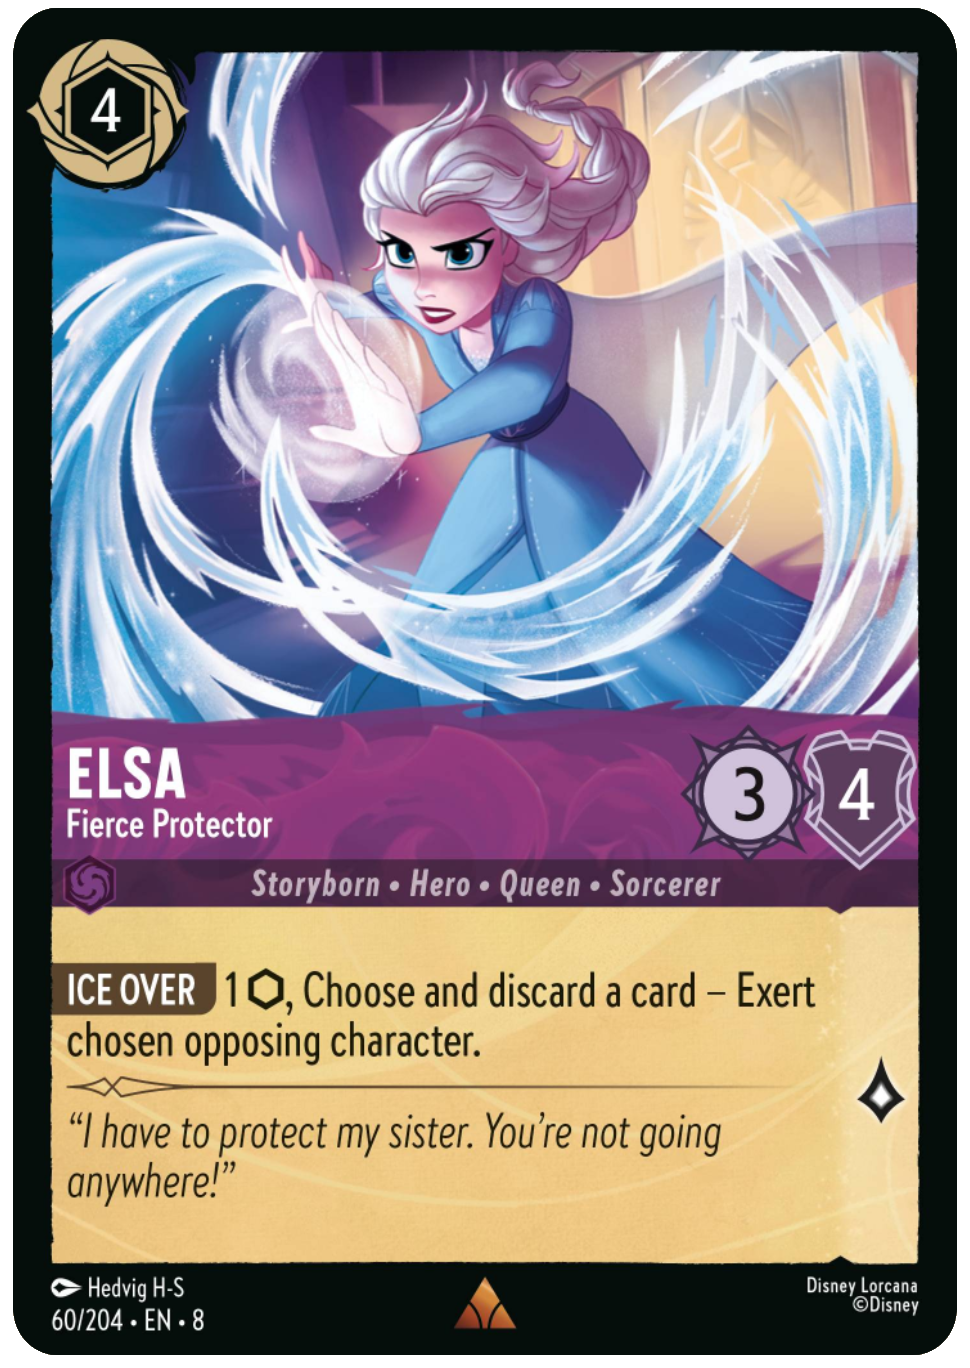 4
ELSA
Fierce Protector
3
4
Storyborn • Hero • Queen • Sorcerer
ICE OVER 1 ⬡, Choose and discard a card – Exert
chosen opposing character.
“I have to protect my sister. You’re not going
anywhere!”
Hedvig H-S
60/204 • EN • 8
Disney Lorcana
©Disney